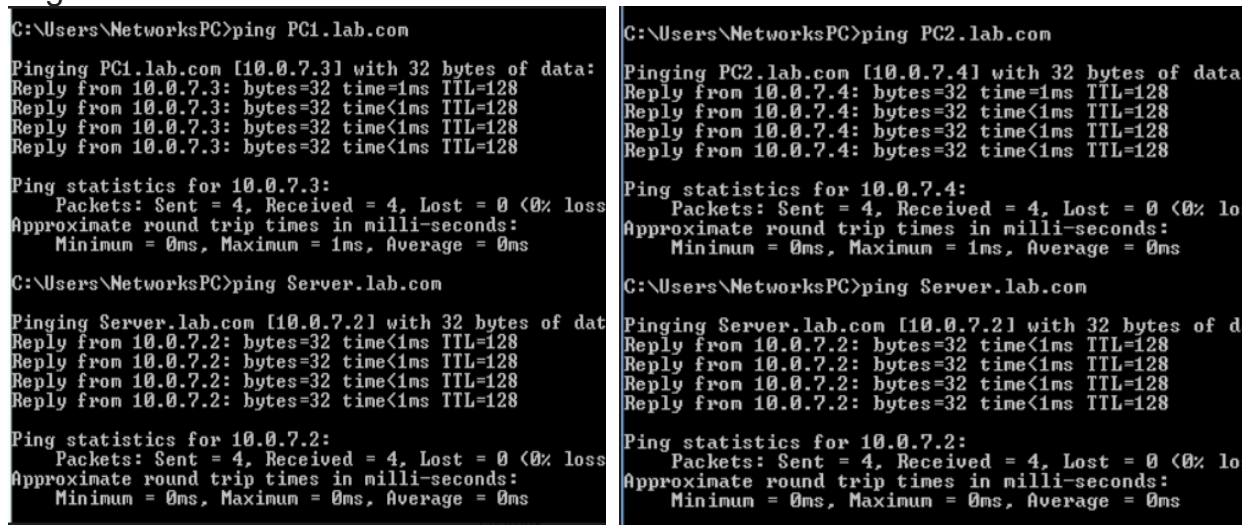 C:\Users\NetworksPC>ping PC1.lab.com
Pinging PC1.lab.com [10.0.7.3] with 32 bytes of data:
Reply from 10.0.7.3: bytes=32 time=1ms TTL=128
Reply from 10.0.7.3: bytes=32 time<1ms TTL=128
Reply from 10.0.7.3: bytes=32 time<1ms TTL=128
Reply from 10.0.7.3: bytes=32 time<1ms TTL=128
Ping statistics for 10.0.7.3:
Packets: Sent = 4, Received = 4, Lost = 0 (0% loss
Approximate round trip times in milli-seconds:
Minimum = 0ms, Maximum = 1ms, Average = 0ms
C:\Users\NetworksPC>ping Server.lab.com
Pinging Server.lab.com [10.0.7.2] with 32 bytes of dat
Reply from 10.0.7.2: bytes=32 time<1ms TTL=128
Reply from 10.0.7.2: bytes=32 time<1ms TTL=128
Reply from 10.0.7.2: bytes=32 time<1ms TTL=128
Reply from 10.0.7.2: bytes=32 time<1ms TTL=128
Ping statistics for 10.0.7.2:
Packets: Sent = 4, Received = 4, Lost = 0 (0% loss
Approximate round trip times in milli-seconds:
Minimum = 0ms, Maximum = 0ms, Average = 0ms
C:\Users\NetworksPC>ping PC2.lab.com
Pinging PC2.lab.com [10.0.7.4] with 32 bytes of data
Reply from 10.0.7.4: bytes=32 time=1ms TTL=128
Reply from 10.0.7.4: bytes=32 time<1ms TTL=128
Reply from 10.0.7.4: bytes=32 time<1ms TTL=128
Reply from 10.0.7.4: bytes=32 time<1ms TTL=128
Ping statistics for 10.0.7.4:
Packets: Sent = 4, Received = 4, Lost = 0 (0% lo
Approximate round trip times in milli-seconds:
Minimum = 0ms, Maximum = 1ms, Average = 0ms
C:\Users\NetworksPC>ping Server.lab.com
Pinging Server.lab.com [10.0.7.2] with 32 bytes of d
Reply from 10.0.7.2: bytes=32 time<1ms TTL=128
Reply from 10.0.7.2: bytes=32 time<1ms TTL=128
Reply from 10.0.7.2: bytes=32 time<1ms TTL=128
Reply from 10.0.7.2: bytes=32 time<1ms TTL=128
Ping statistics for 10.0.7.2:
Packets: Sent = 4, Received = 4, Lost = 0 (0% lo
Approximate round trip times in milli-seconds:
Minimum = 0ms, Maximum = 0ms, Average = 0ms